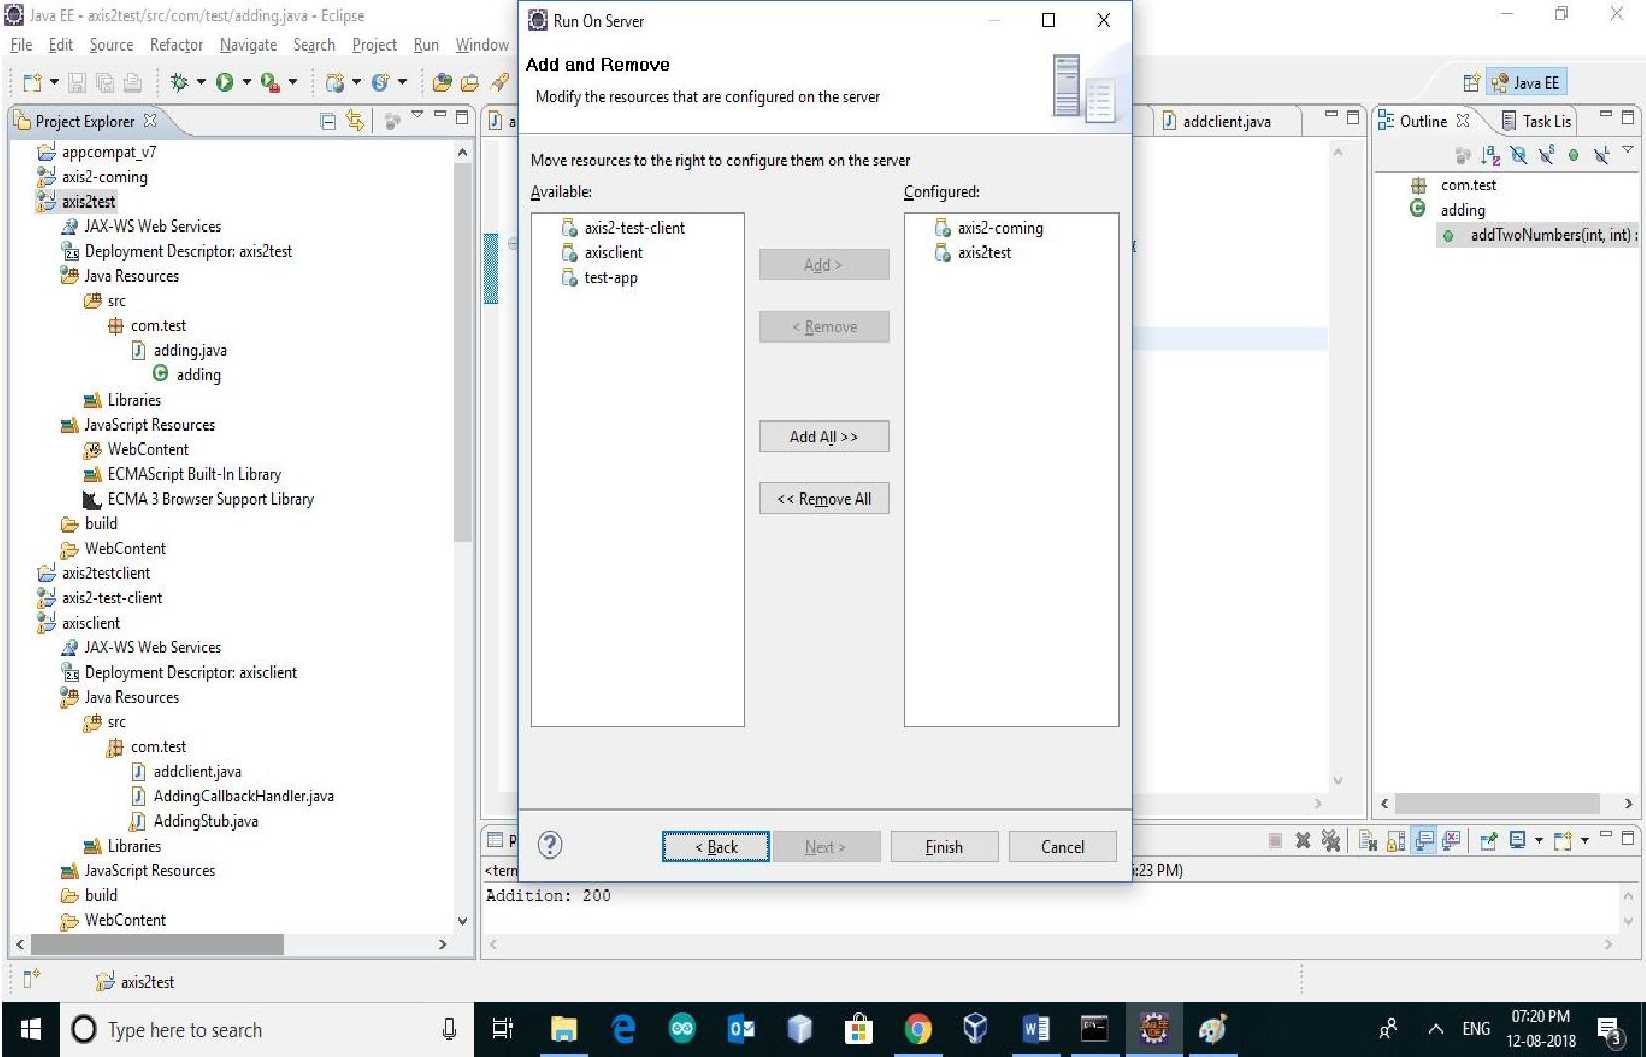 Java EE - axis2test/src/com/test/adding.java - Eclipse
File Edit Source Refactor Navigate Search Project Run Window
Java EE
Project Explorer
appcompat_v7
axis2-coming
axis2test
JAX-WS Web Services
Deployment Descriptor: axis2test
Java Resources
src
com.test
adding.java
adding
Libraries
JavaScript Resources
WebContent
ECMAScript Built-In Library
ECMA 3 Browser Support Library
build
WebContent
axis2testclient
axis2-test-client
axisclient
JAX-WS Web Services
Deployment Descriptor: axisclient
Java Resources
src
com.test
addclient.java
AddingCallbackHandler.java
AddingStub.java
Libraries
JavaScript Resources
build
WebContent
Run On Server
Add and Remove
Modify the resources that are configured on the server
Move resources to the right to configure them on the server
Available:
axis2-test-client
axisclient
test-app
Add >
< Remove
Add All >>
<< Remove All
Configured:
axis2-coming
axis2test
< Back Next > Finish Cancel
addclient.java
Outline Task Lis
com.test
adding
addTwoNumbers(int, int) :
<tern
:23 PM)
Addition: 200
axis2test
Type here to search
ENG
07:20 PM
12-08-2018
3